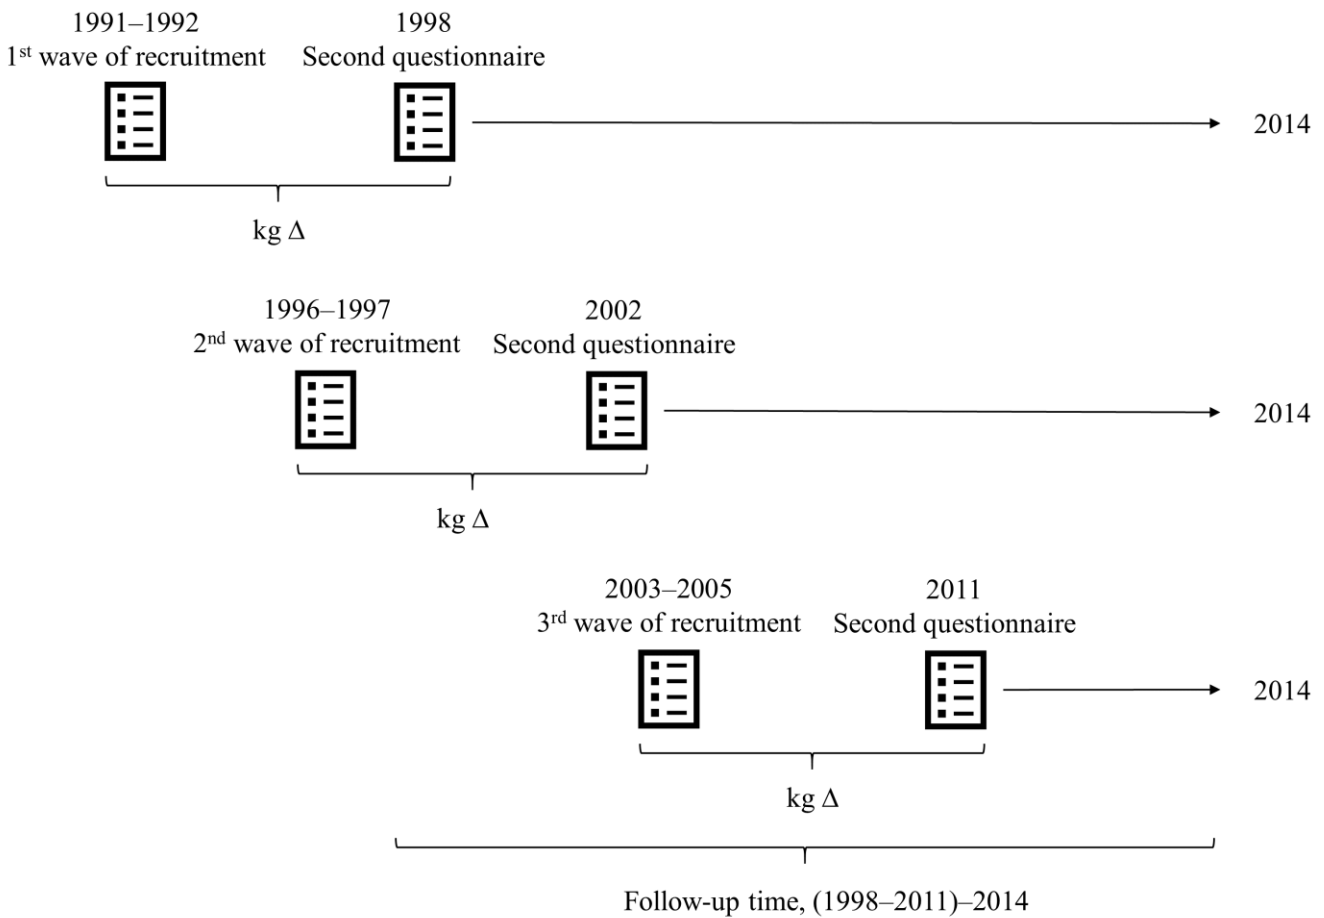 1991–1992
1st wave of recruitment
1998
Second questionnaire
2014
kg Δ
1996–1997
2nd wave of recruitment
2002
Second questionnaire
2014
kg Δ
2003–2005
3rd wave of recruitment
2011
Second questionnaire
2014
kg Δ
Follow-up time, (1998–2011)–2014